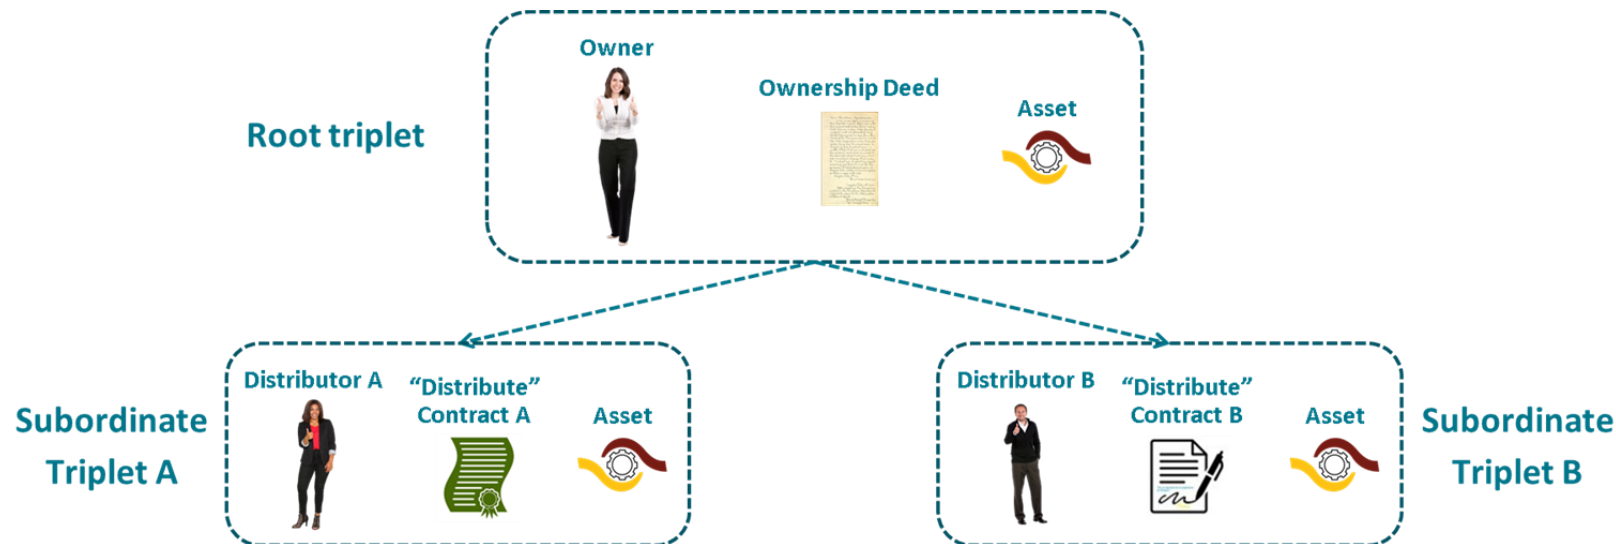 Owner
Ownership Deed
Asset
Root triplet
Distributor A
“Distribute”
Contract A
Asset
Subordinate
Triplet A
Distributor B
“Distribute”
Contract B
Asset
Subordinate
Triplet B